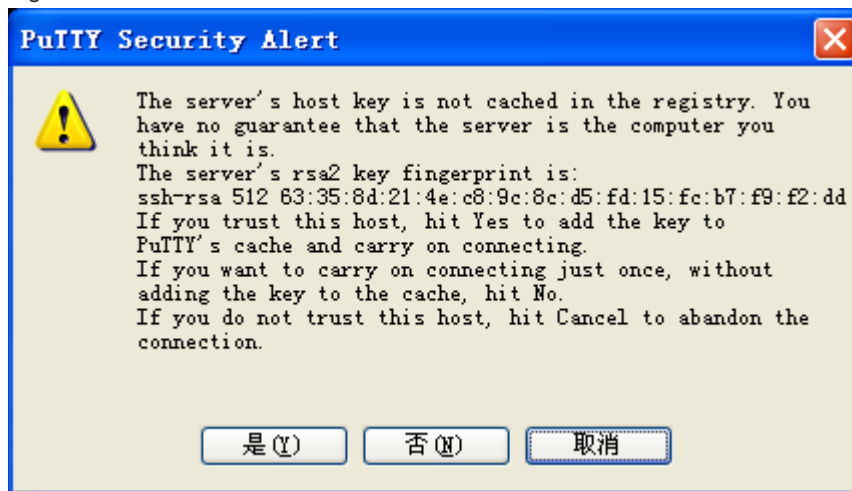 PuTTY Security Alert
The server's host key is not cached in the registry. You
have no guarantee that the server is the computer you
think it is.
The server's rsa2 key fingerprint is:
ssh-rsa 512 63:35:8d:21:4e:c8:9c:8c:d5:fd:15:fc:b7:f9:f2:dd
If you trust this host, hit Yes to add the key to
PuTTY's cache and carry on connecting.
If you want to carry on connecting just once, without
adding the key to the cache, hit No.
If you do not trust this host, hit Cancel to abandon the
connection.
是(Y) 否(N) 取消